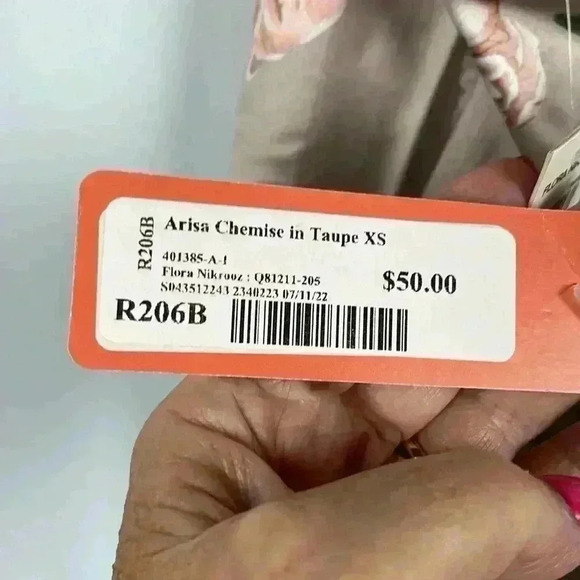 R206B
Arisa Chemise in Taupe XS
401385-A-1
Flora Nikrooz : Q81211-205
S043512243 2340223 07/11/22
$50.00
R206B
FLORA